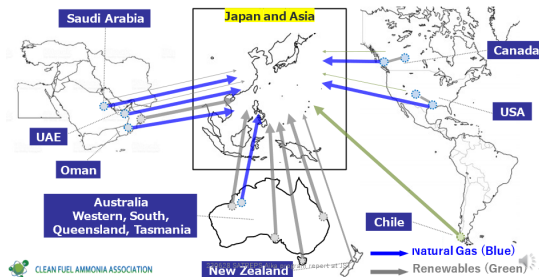 Saudi Arabia
Japan and Asia
Canada
USA
UAE
Oman
Australia
Western, South,
Queensland, Tasmania
Chile
Natural Gas (Blue)
Renewables (Green)
New Zealand
CLEAN FUEL AMMONIA ASSOCIATION